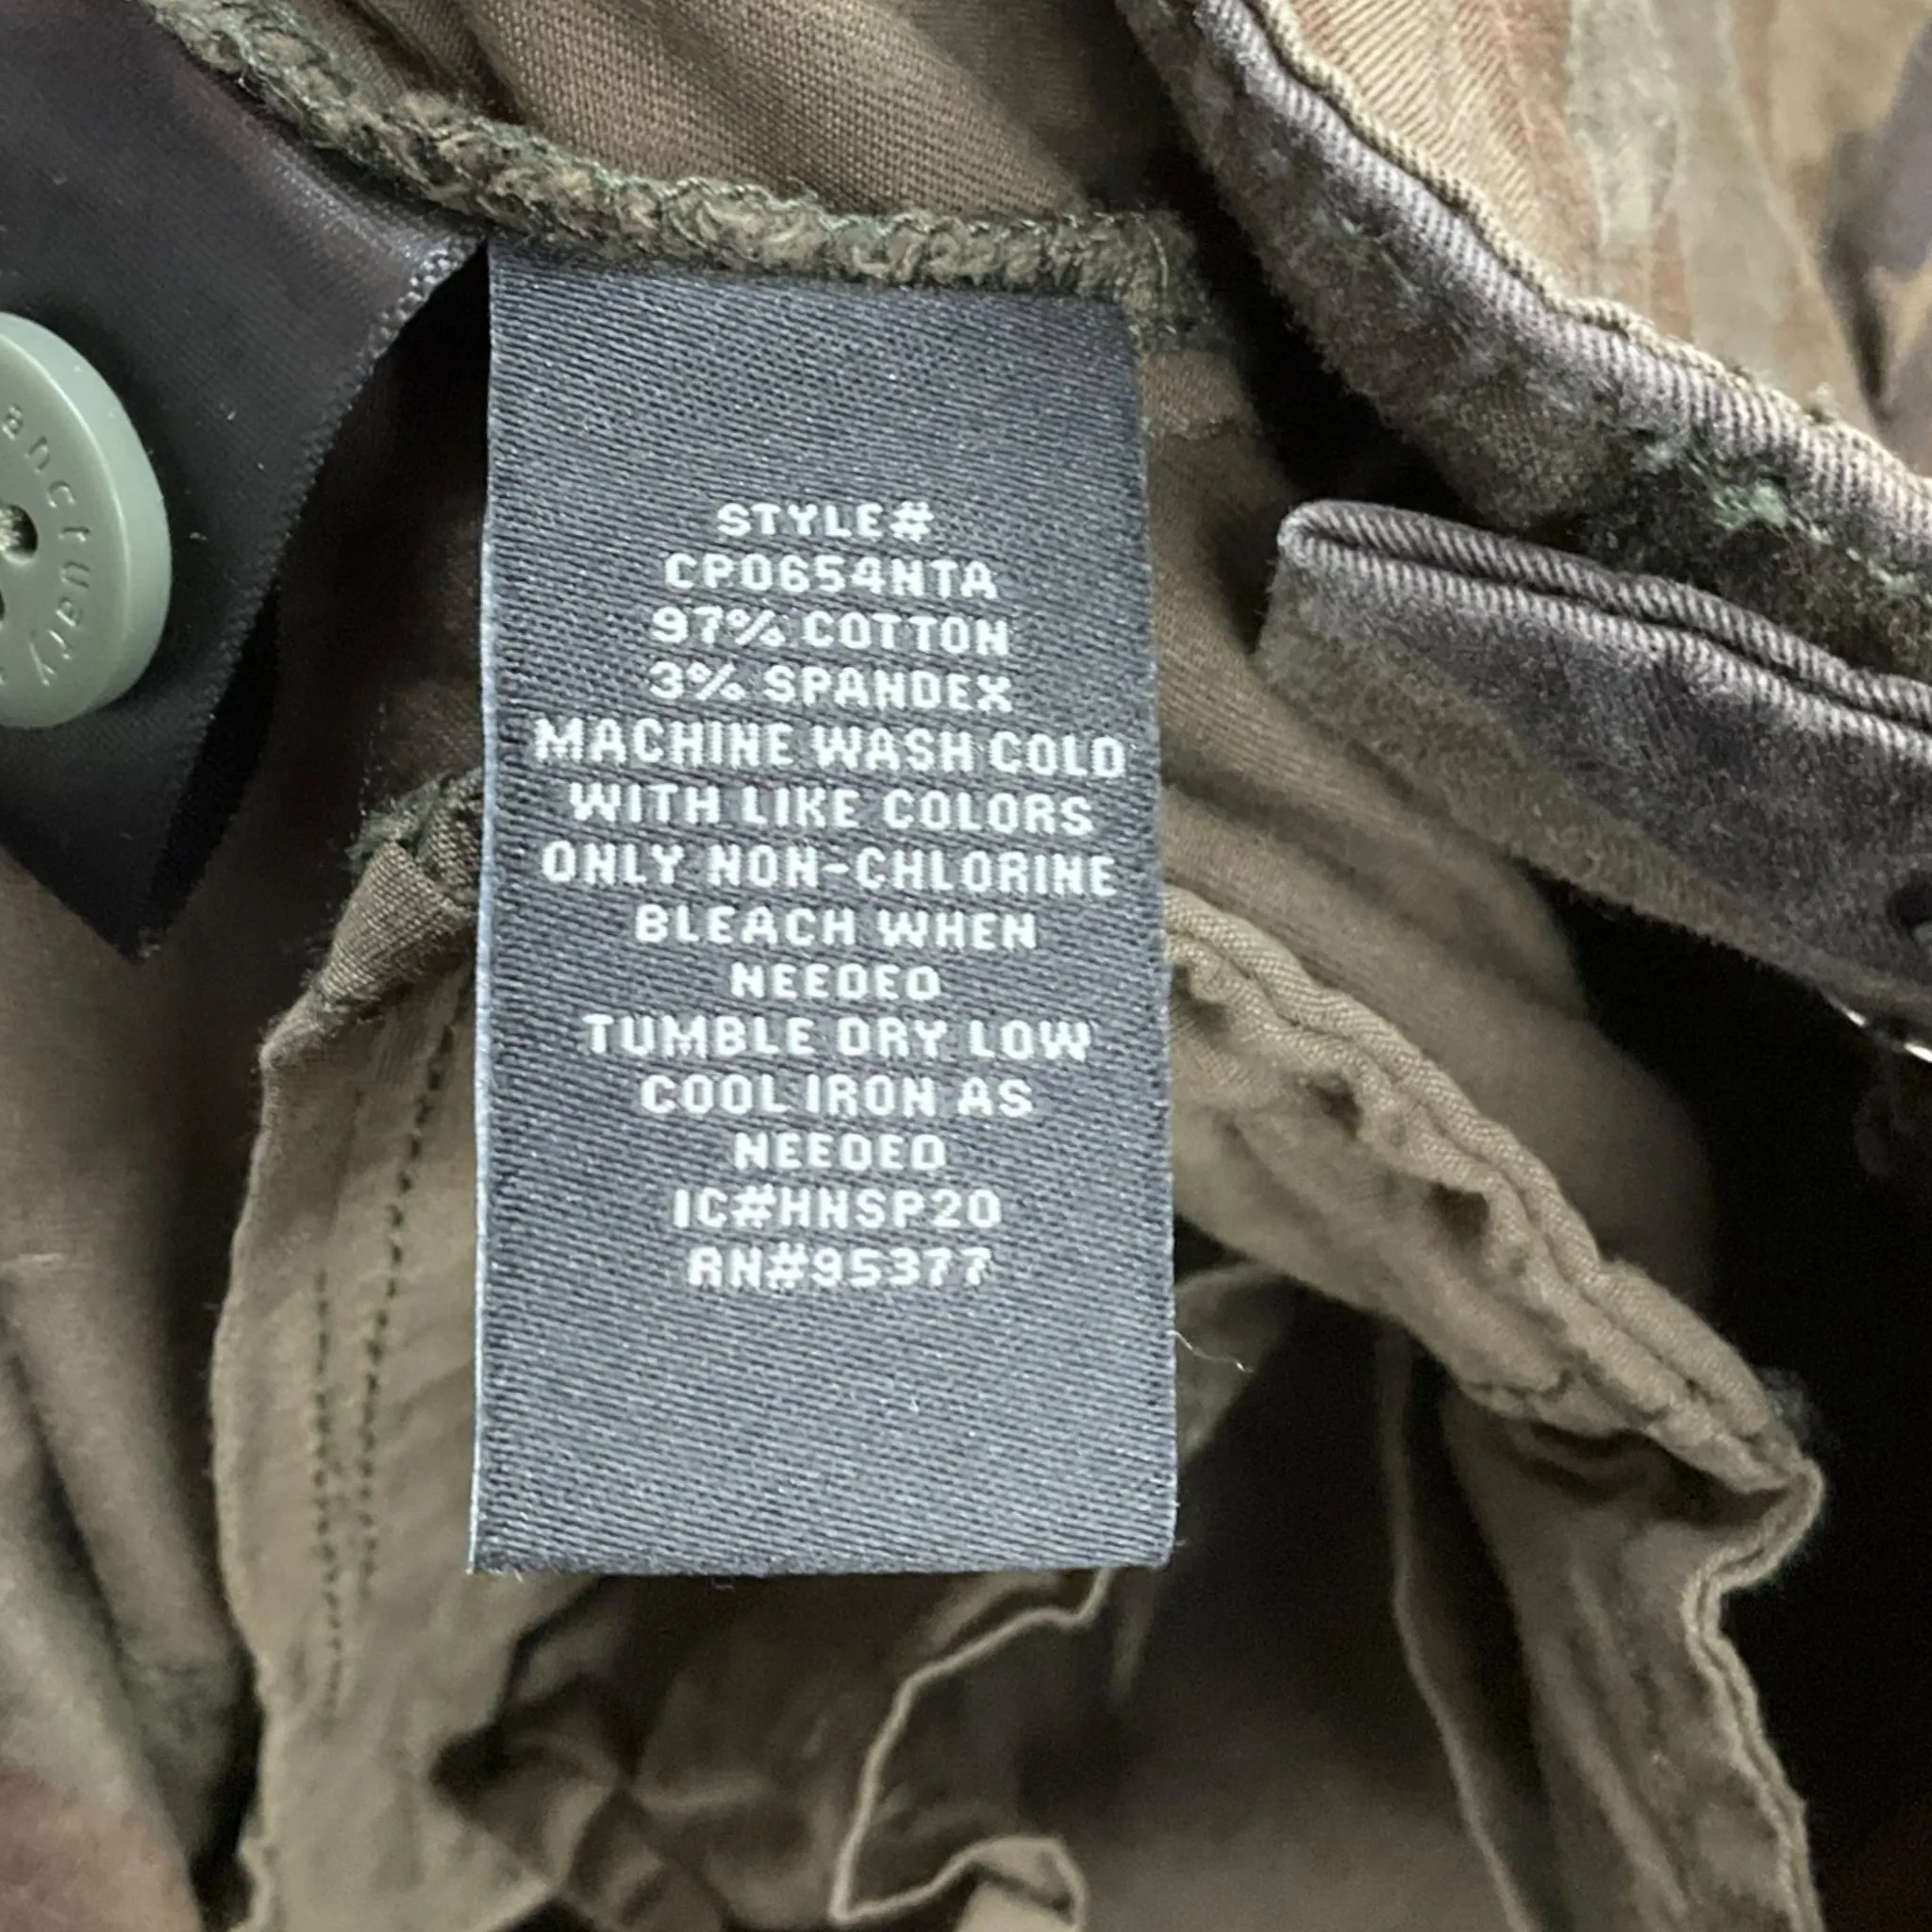 anctuary
STYLE#
CP0654NTA
97% COTTON
3% SPANDEX
MACHINE WASH COLD
WITH LIKE COLORS
ONLY NON-CHLORINE
BLEACH WHEN
NEEDED
TUMBLE DRY LOW
COOL IRON AS
NEEDED
IC#HNSP20
RN#95377